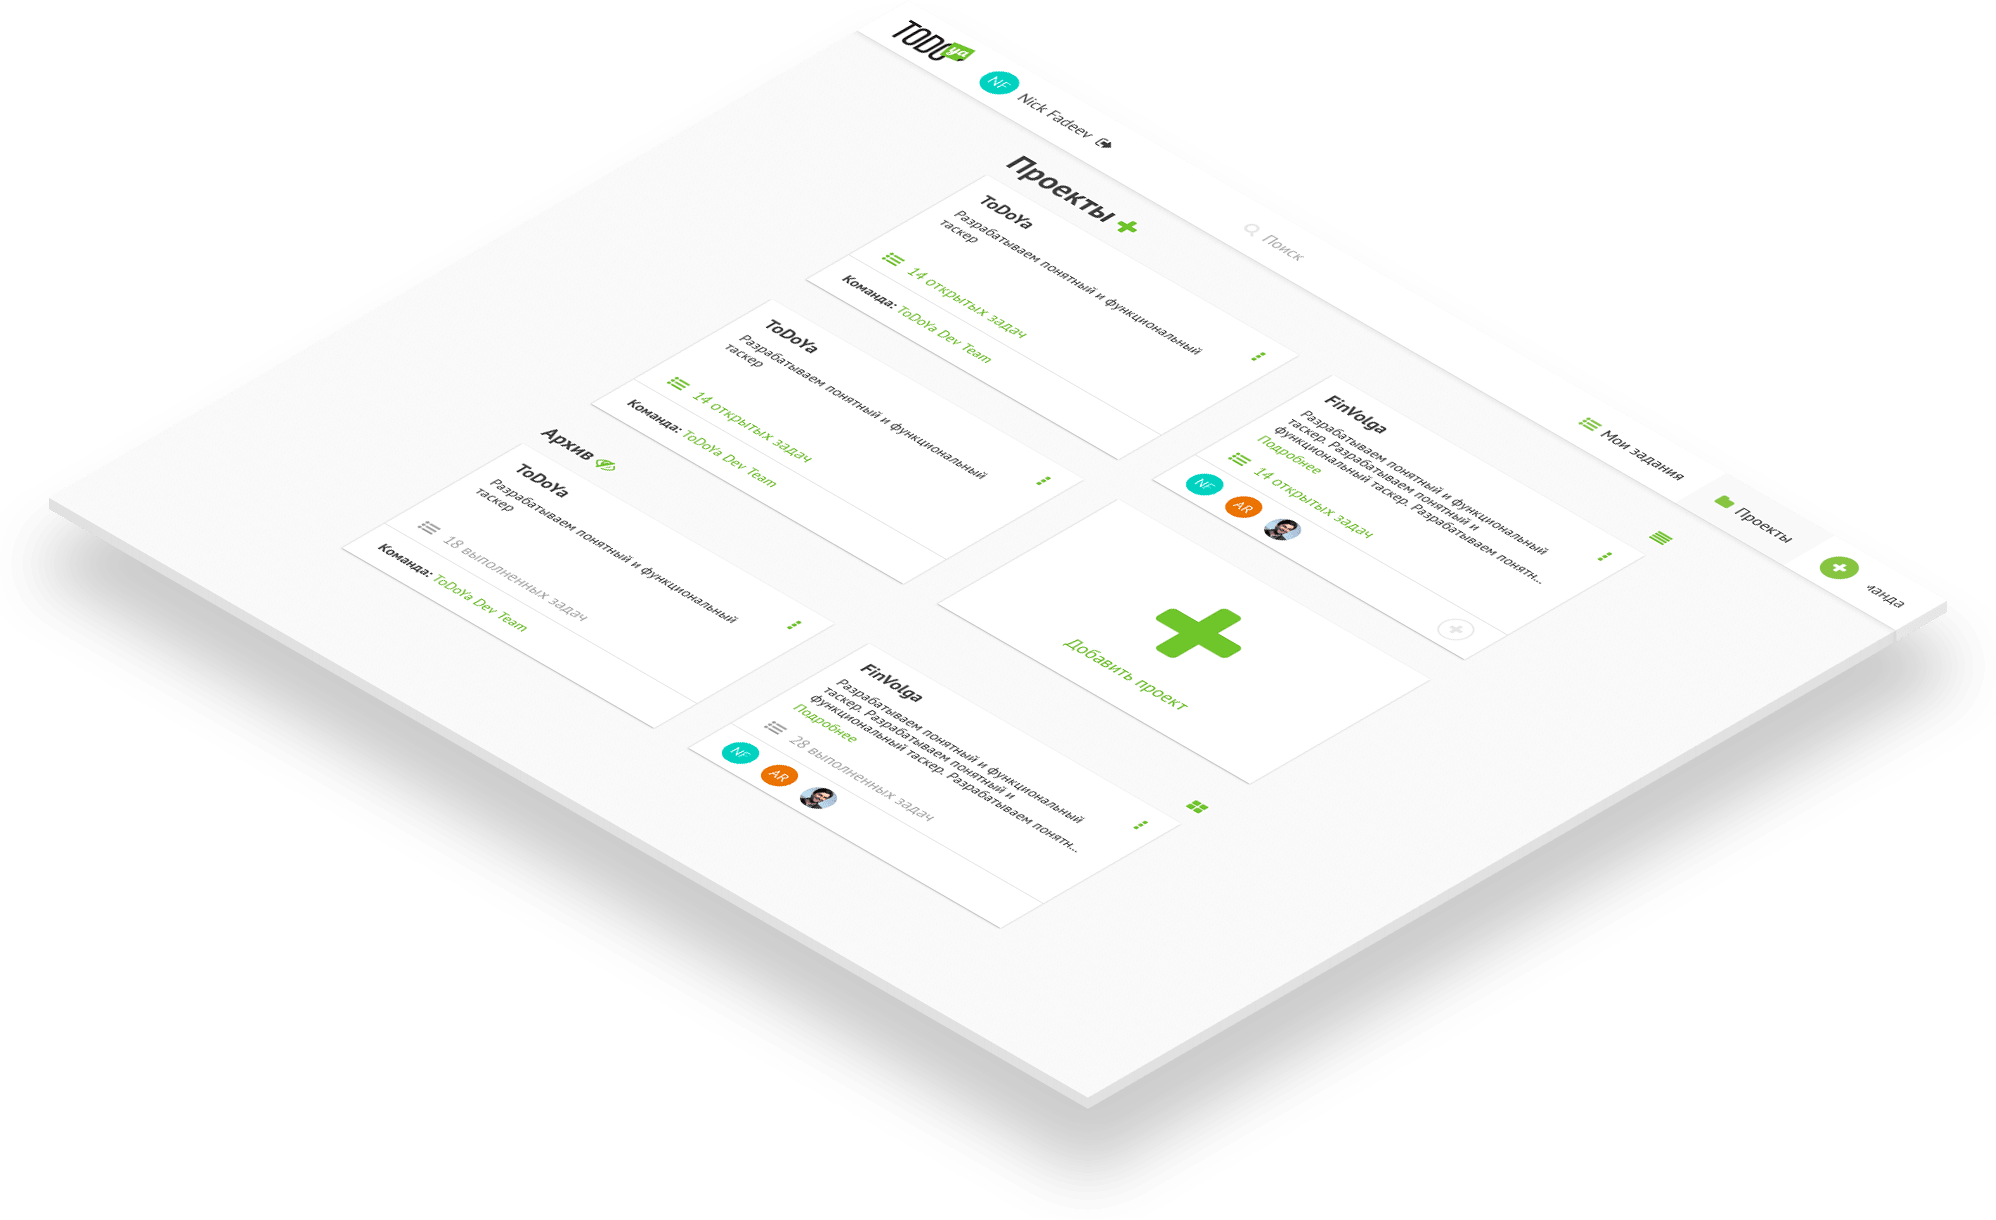 TODO ya
NF Nick Fadeev
Поиск
Мои задания
Проекты
манда
Проекты
ToDoYa
Разрабатываем понятный и функциональный
таскер
14 открытых задач
Команда: ToDoYa Dev Team
FinVolga
Разрабатываем понятный и функциональный
таскер. Разрабатываем понятный и
функциональный таскер. Разрабатываем понятн...
Подробнее
14 открытых задач
NF AR
ToDoYa
Разрабатываем понятный и функциональный
таскер
14 открытых задач
Команда: ToDoYa Dev Team
Добавить проект
Архив
ToDoYa
Разрабатываем понятный и функциональный
таскер
18 выполненных задач
Команда: ToDoYa Dev Team
FinVolga
Разрабатываем понятный и функциональный
таскер. Разрабатываем понятный и
функциональный таскер. Разрабатываем понятн...
Подробнее
28 выполненных задач
NF AR